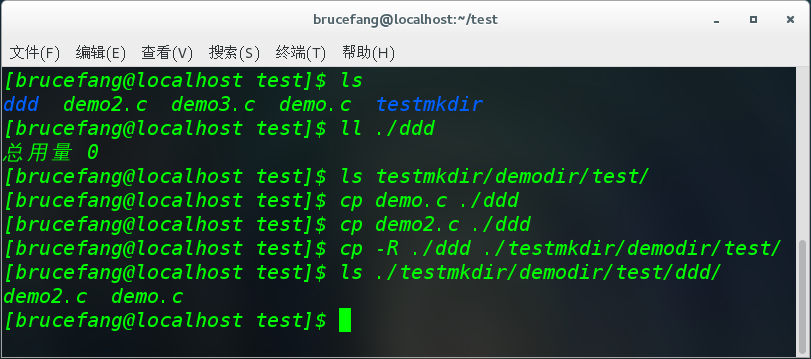 brucefang@localhost:~/test
文件(F) 编辑(E) 查看(V) 搜索(S) 终端(T) 帮助(H)
[brucefang@localhost test]$ ls
ddd demo2.c demo3.c demo.c testmkdir
[brucefang@localhost test]$ ll ./ddd
总用量 0
[brucefang@localhost test]$ ls testmkdir/demodir/test/
[brucefang@localhost test]$ cp demo.c ./ddd
[brucefang@localhost test]$ cp demo2.c ./ddd
[brucefang@localhost test]$ cp -R ./ddd ./testmkdir/demodir/test/
[brucefang@localhost test]$ ls ./testmkdir/demodir/test/ddd/
demo2.c demo.c
[brucefang@localhost test]$